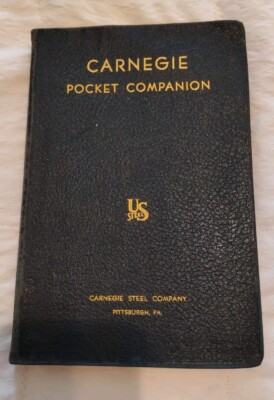 CARNEGIE
POCKET COMPANION
US
STEEL
CARNEGIE STEEL COMPANY
PITTSBURGH, PA.